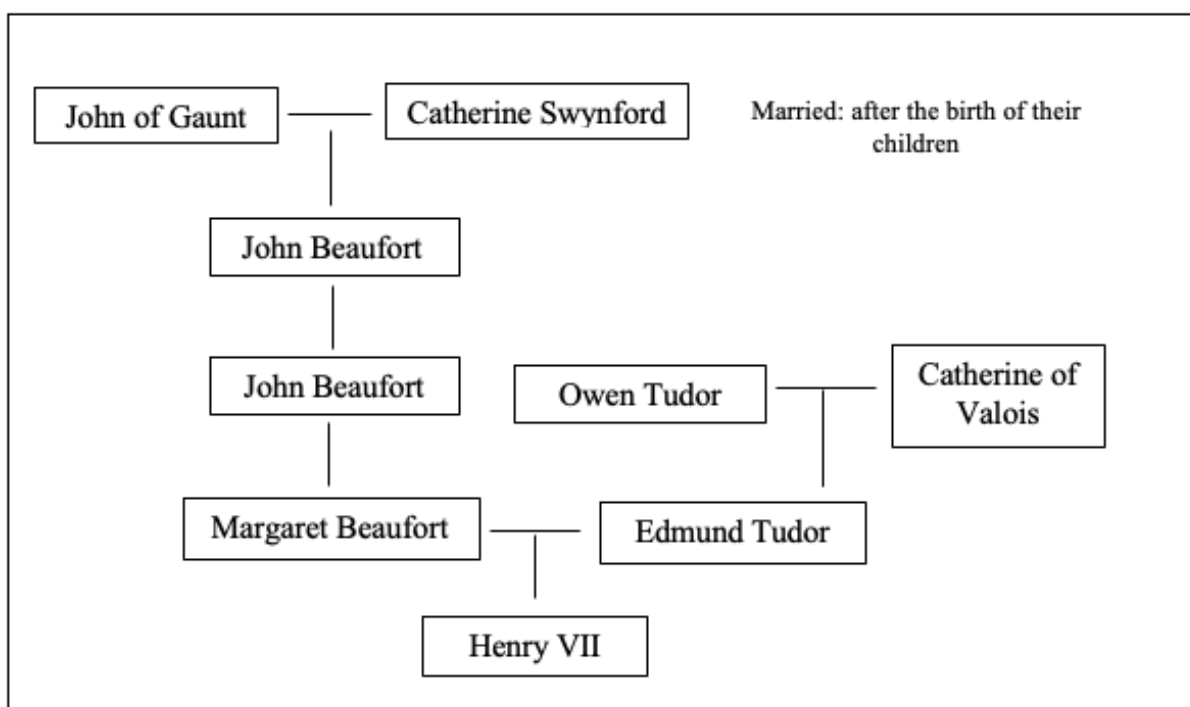 John of Gaunt
Catherine Swynford
Married: after the birth of their
children
John Beaufort
John Beaufort
Owen Tudor
Catherine of
Valois
Margaret Beaufort
Edmund Tudor
Henry VII